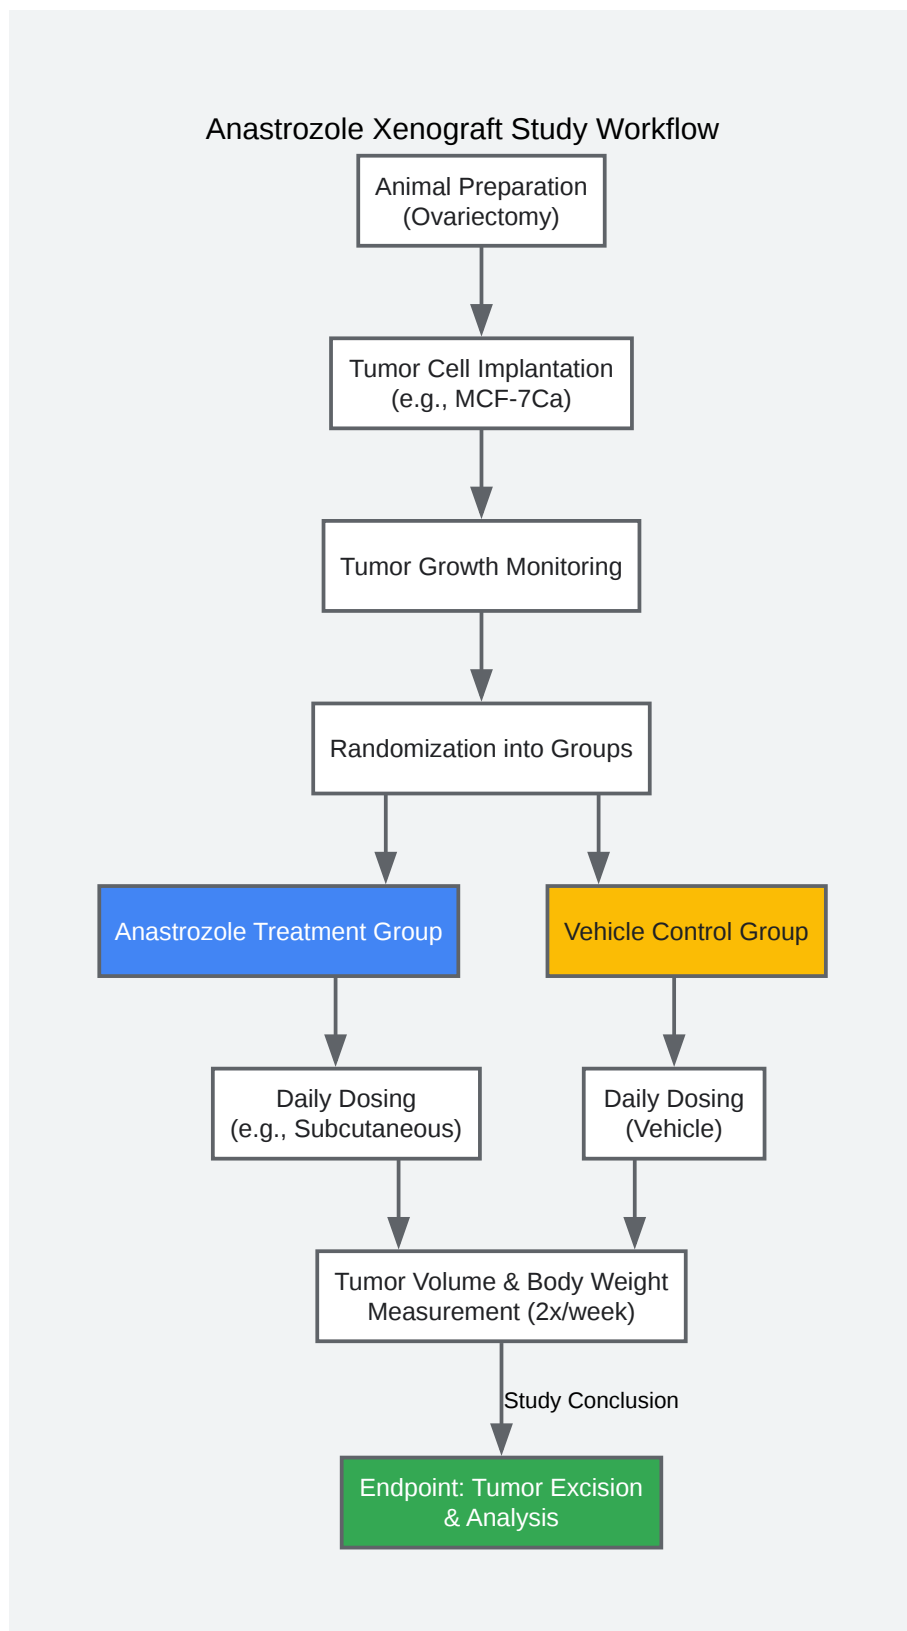 Anastrozole Xenograft Study Workflow
Animal Preparation
(Ovariectomy)
Tumor Cell Implantation
(e.g., MCF-7Ca)
Tumor Growth Monitoring
Randomization into Groups
Anastrozole Treatment Group
Vehicle Control Group
Daily Dosing
(e.g., Subcutaneous)
Daily Dosing
(Vehicle)
Tumor Volume & Body Weight
Measurement (2x/week)
Study Conclusion
Endpoint: Tumor Excision
& Analysis